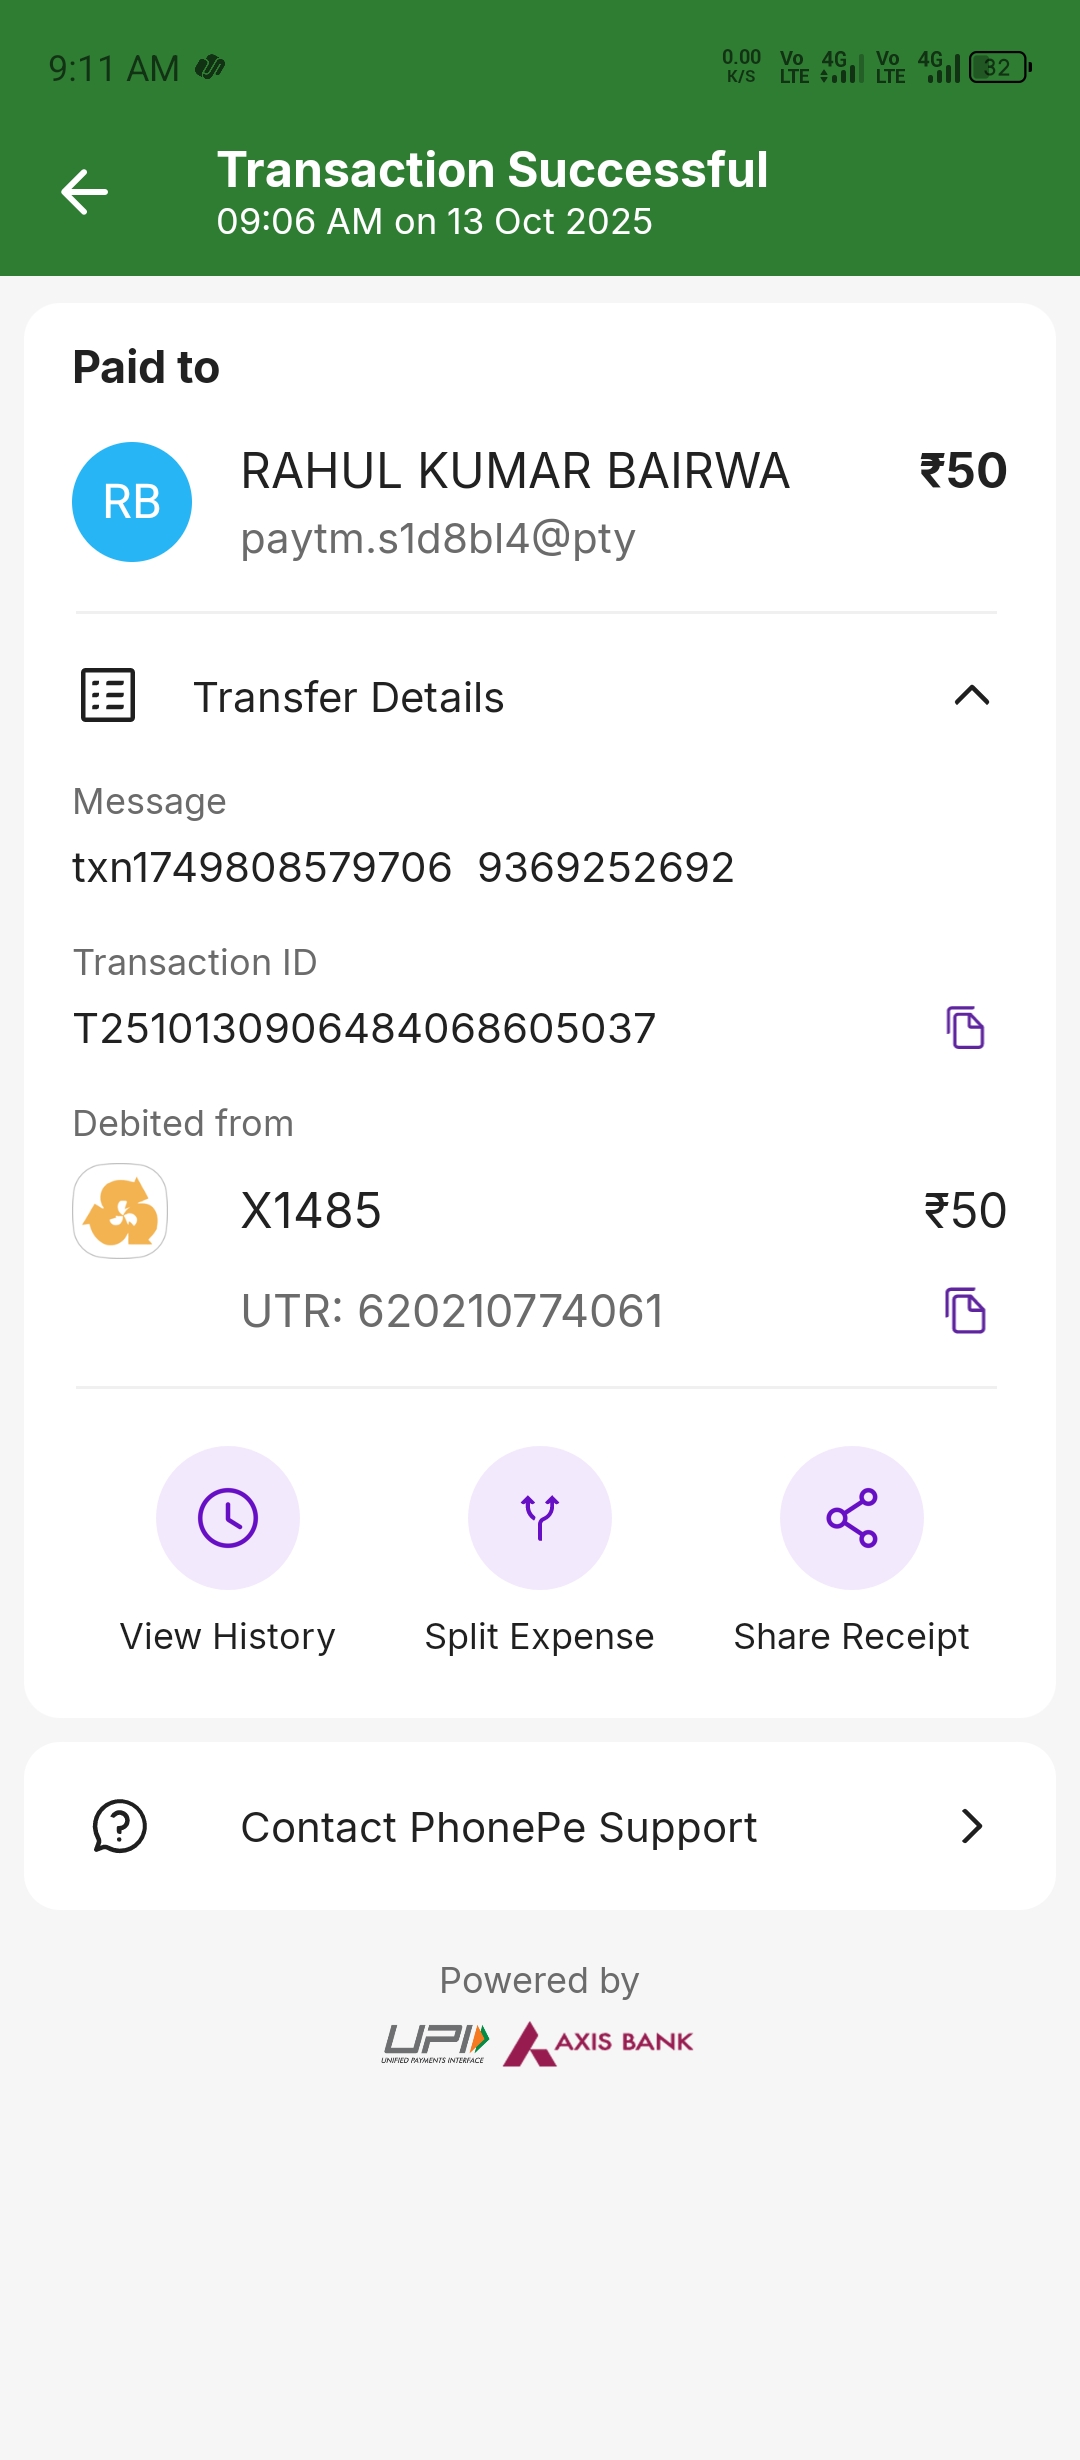 9:11 AM
0.00 K/S Vo LTE 4G Vo LTE 4G 32
Transaction Successful
09:06 AM on 13 Oct 2025
Paid to
RB
RAHUL KUMAR BAIRWA ₹50
paytm.s1d8bl4@pty
Transfer Details
Message
txn1749808579706 9369252692
Transaction ID
T2510130906484068605037
Debited from
X1485 ₹50
UTR: 620210774061
View History Split Expense Share Receipt
Contact PhonePe Support
Powered by
UPI AXIS BANK
UNIFIED PAYMENTS INTERFACE